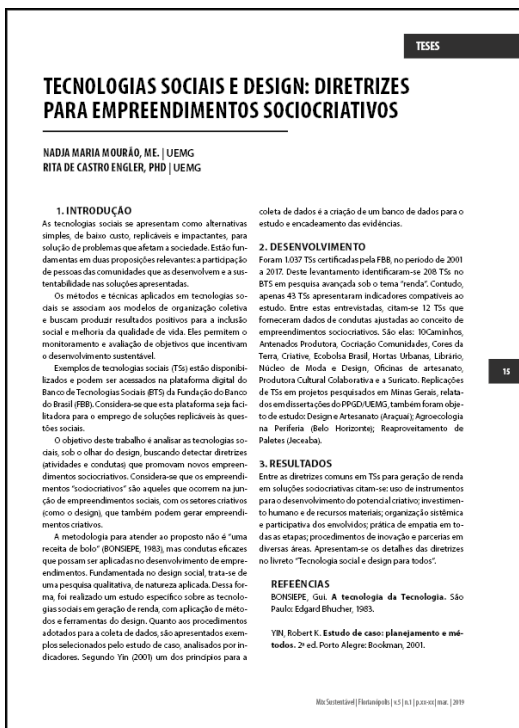 TESES
TECNOLOGIAS SOCIAIS E DESIGN: DIRETRIZES
PARA EMPREENDIMENTOS SOCIOCRIATIVOS
NADJA MARIA MOURÃO, ME. | UEMG
RITA DE CASTRO ENGLER, PHD | UEMG
1. INTRODUÇÃO
As tecnologias sociais se apresentam como alternativas
simples, de baixo custo, replicáveis e impactantes, para
solução de problemas que afetam a sociedade. Estão fun-
damentas em duas proposições relevantes: a participação
de pessoas das comunidades que as desenvolvem e a sus-
tentabilidade nas soluções apresentadas.
Os métodos e técnicas aplicados em tecnologias so-
ciais se associam aos modelos de organização coletiva
e buscam produzir resultados positivos para a inclusão
social e melhoria da qualidade de vida. Eles permitem o
monitoramento e avaliação de objetivos que incentivam
o desenvolvimento sustentável.
Exemplos de tecnologias sociais (TSs) estão disponibi-
lizados e podem ser acessados na plataforma digital do
Banco de Tecnologias Sociais (BTS) da Fundação do Banco
do Brasil (FBB). Considera-se que esta plataforma seja faci-
litadora para o emprego de soluções replicáveis às ques-
tões sociais.
O objetivo deste trabalho é analisar as tecnologias so-
ciais, sob o olhar do design, buscando detectar diretrizes
(atividades e condutas) que promovam novos empreen-
dimentos sociocriativos. Considera-se que os empreendi-
mentos "sociocriativos" são aqueles que ocorrem na jun-
ção de empreendimentos sociais, com os setores criativos
(como o design), que também podem gerar empreendi-
mentos criativos.
A metodologia para atender ao proposto não é "uma
receita de bolo" (BONSIEPE, 1983), mas condutas eficazes
que possam ser aplicadas no desenvolvimento de empre-
endimentos. Fundamentada no design social, trata-se de
uma pesquisa qualitativa, de natureza aplicada. Dessa for-
ma, foi realizado um estudo específico sobre as tecnolo-
gias sociais em geração de renda, com aplicação de méto-
dos e ferramentas do design. Quanto aos procedimentos
adotados para a coleta de dados, são apresentados exem-
plos selecionados pelo estudo de caso, analisados por in-
dicadores. Segundo Yin (2001) um dos princípios para a
coleta de dados é a criação de um banco de dados para o
estudo e encadeamento das evidências.
2. DESENVOLVIMENTO
Foram 1.037 TSs certificadas pela FBB, no período de 2001
a 2017. Deste levantamento identificaram-se 208 TSs no
BTS em pesquisa avançada sob o tema "renda". Contudo,
apenas 43 TSs apresentaram indicadores compatíveis ao
estudo. Entre estas entrevistadas, citam-se 12 TSs que
forneceram dados de condutas ajustadas ao conceito de
empreendimentos sociocriativos. São elas: 10Caminhos,
Antenados Produtora, Cocriação Comunidades, Cores da
Terra, Criative, Ecobolsa Brasil, Hortas Urbanas, Librário,
Núcleo de Moda e Design, Oficinas de artesanato,
Produtora Cultural Colaborativa e a Suricato. Replicações
de TSs em projetos pesquisados em Minas Gerais, relata-
dos em dissertações do PPGD/UEMG, também foram obje-
to de estudo: Design e Artesanato (Araçuaí); Agroecologia
na Periferia (Belo Horizonte); Reaproveitamento de
Paletes (Jeceaba).
3. RESULTADOS
Entre as diretrizes comuns em TSs para geração de renda
em soluções sociocriativas citam-se: uso de instrumentos
para o desenvolvimento do potencial criativo; investimen-
to humano e de recursos materiais; organização sistêmica
e participativa dos envolvidos; prática de empatia em to-
das as etapas; procedimentos de inovação e parcerias em
diversas áreas. Apresentam-se os detalhes das diretrizes
no livreto "Tecnologia social e design para todos".
REFEÊNCIAS
BONSIEPE, Gui. A tecnologia da Tecnologia. São
Paulo: Edgard Bhucher, 1983.
YIN, Robert K. Estudo de caso: planejamento e mé-
todos. 2ª ed. Porto Alegre: Bookman, 2001.
15
Mix Sustentável | Florianópolis | v.5 | n.1 | p.xx-xx | mar. | 2019